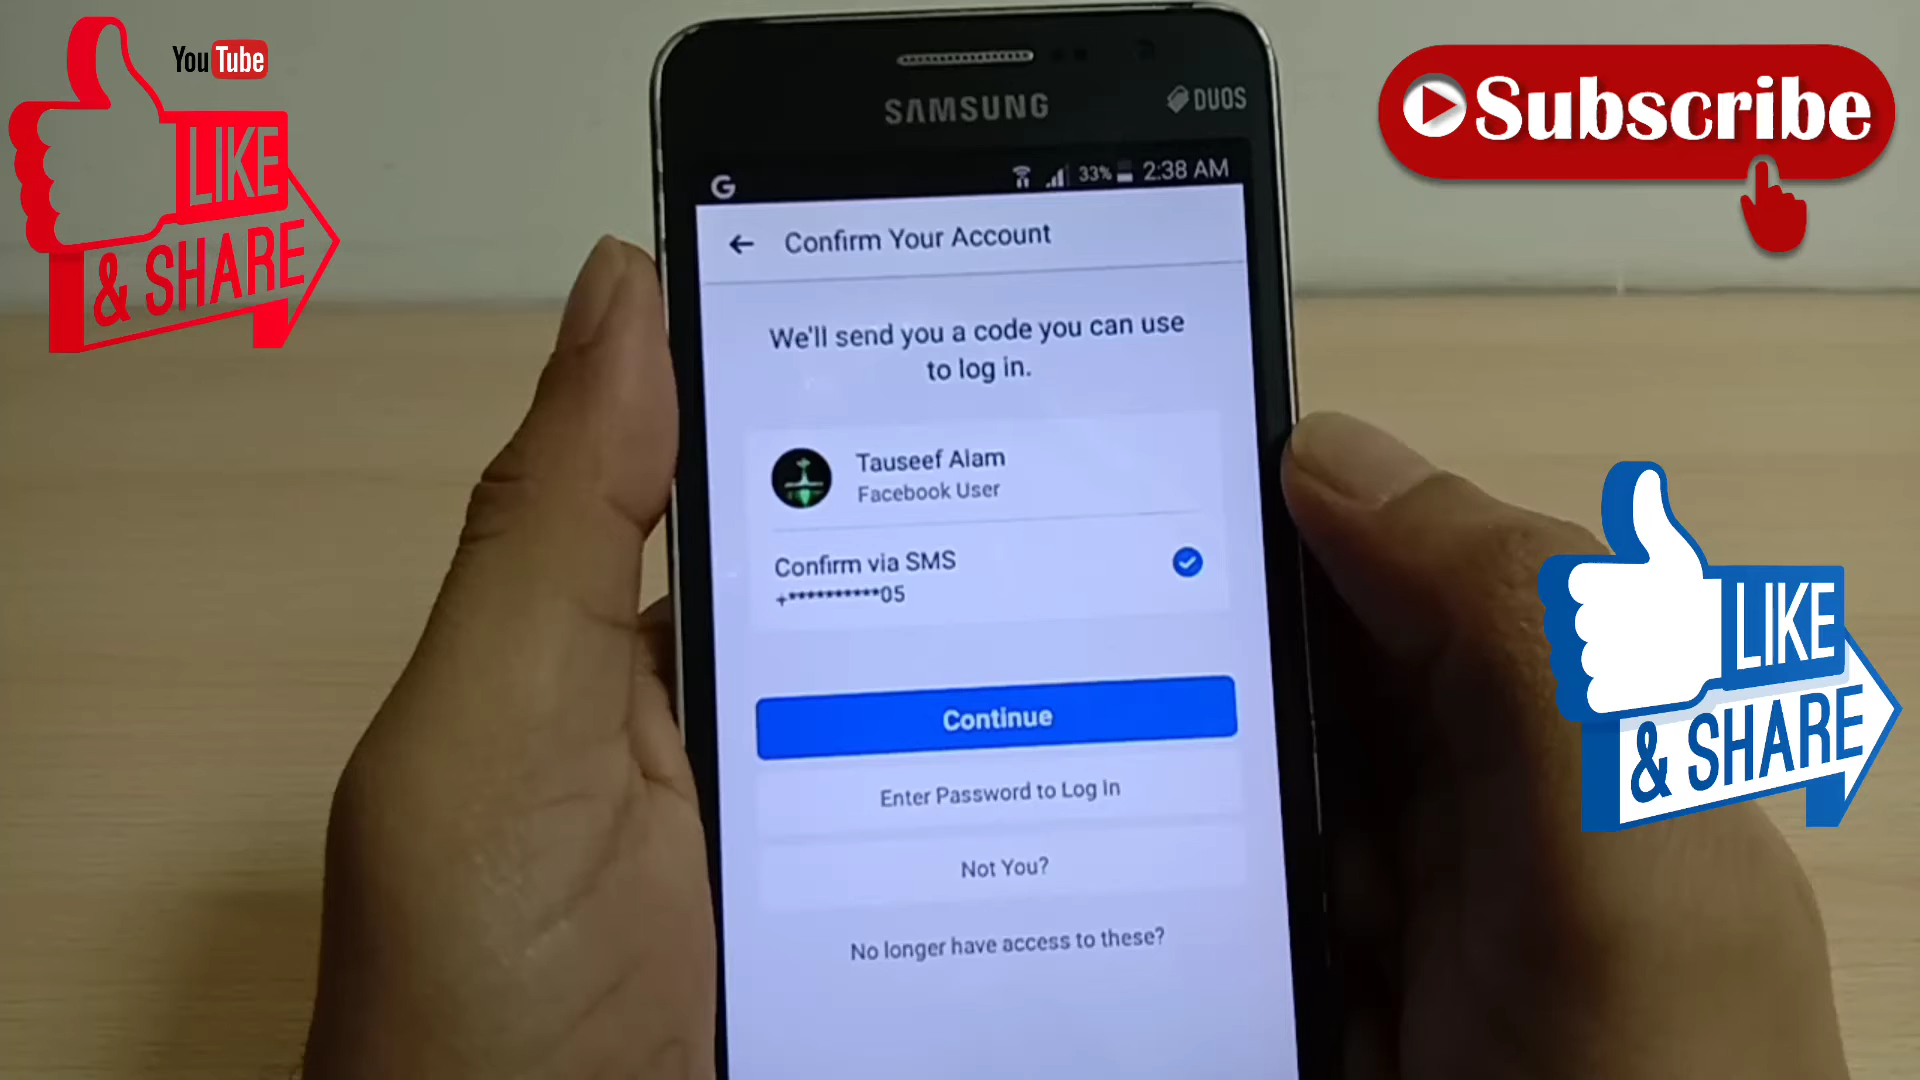 YouTube
LIKE
& SHARE
Subscribe
SAMSUNG
DUOS
G
33%
2:38 AM
Confirm Your Account
We'll send you a code you can use
to log in.
Tauseef Alam
Facebook User
Confirm via SMS
+**********05
Continue
Enter Password to Log In
Not You?
No longer have access to these?
LIKE
& SHARE